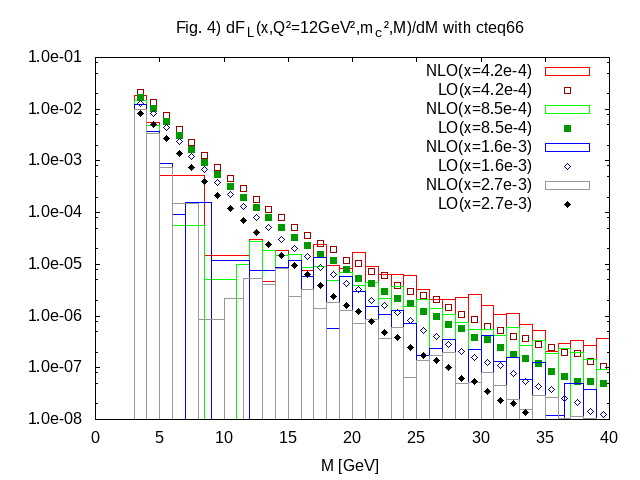 Fig. 4) dF_L(x,Q²=12GeV²,m_c²,M)/dM with cteq66
1.0e-01
1.0e-02
1.0e-03
1.0e-04
1.0e-05
1.0e-06
1.0e-07
1.0e-08
NLO(x=4.2e-4)
LO(x=4.2e-4)
NLO(x=8.5e-4)
LO(x=8.5e-4)
NLO(x=1.6e-3)
LO(x=1.6e-3)
NLO(x=2.7e-3)
LO(x=2.7e-3)
0 5 10 15 20 25 30 35 40
M [GeV]